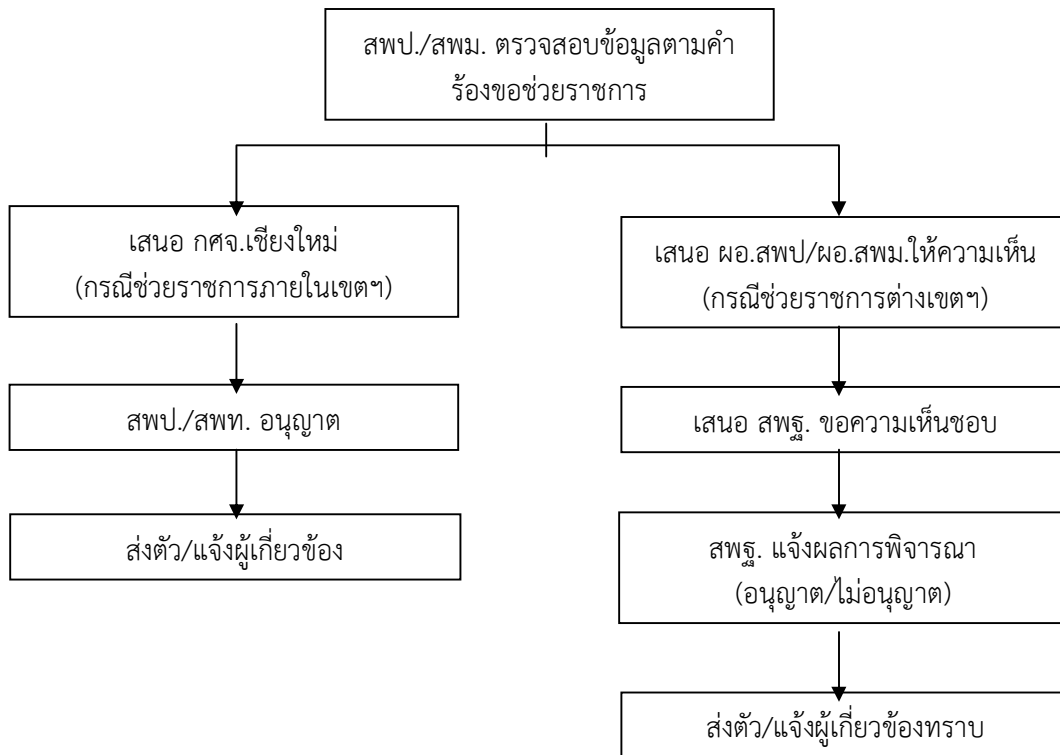 สพป./สพม. ตรวจสอบข้อมูลตามคำ
ร้องขอช่วยราชการ
เสนอ กศจ.เชียงใหม่
(กรณีช่วยราชการภายในเขตฯ)
สพป./สพท. อนุญาต
ส่งตัว/แจ้งผู้เกี่ยวข้อง
เสนอ ผอ.สพป/ผอ.สพม.ให้ความเห็น
(กรณีช่วยราชการต่างเขตฯ)
เสนอ สพฐ. ขอความเห็นชอบ
สพฐ. แจ้งผลการพิจารณา
(อนุญาต/ไม่อนุญาต)
ส่งตัว/แจ้งผู้เกี่ยวข้องทราบ